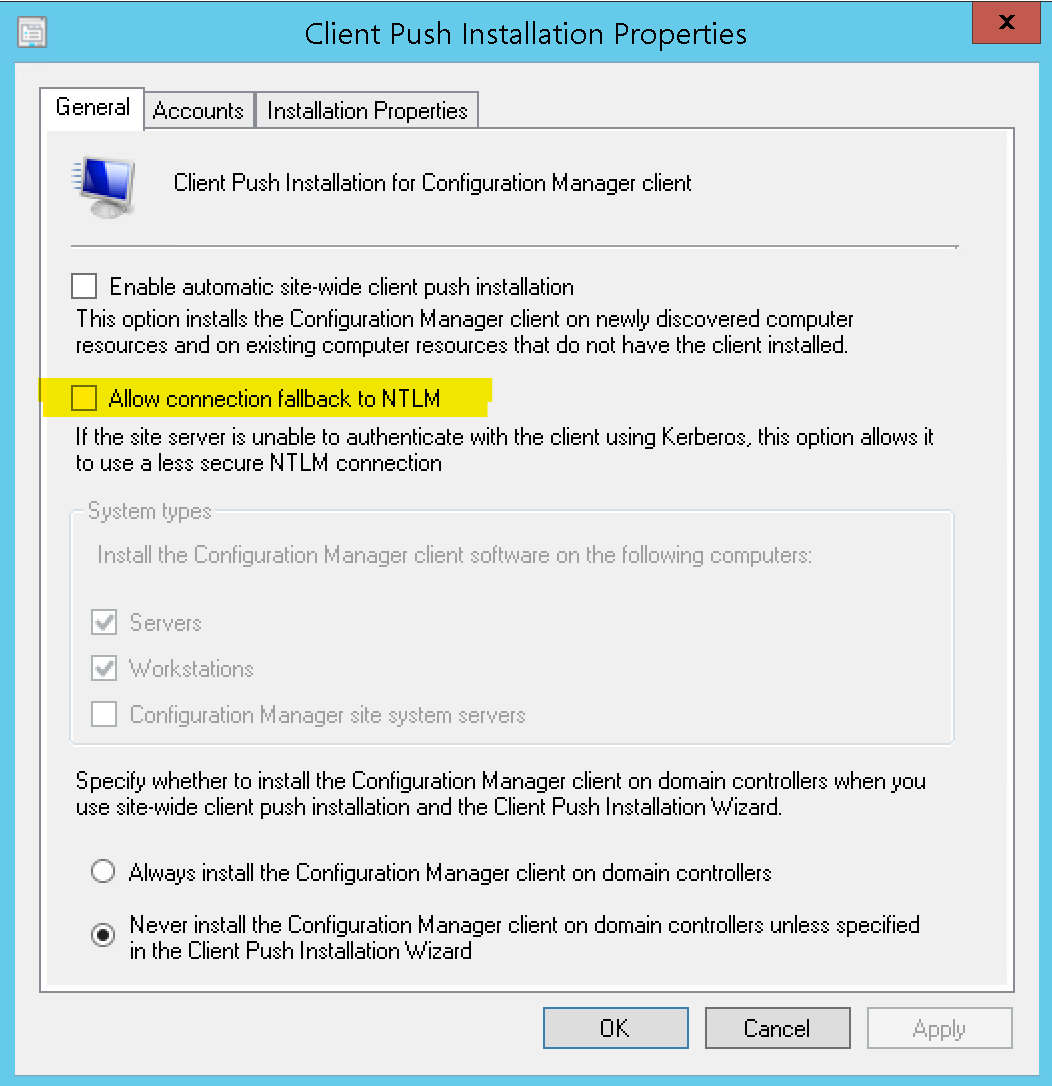 Client Push Installation Properties
x
General
Accounts
Installation Properties
Client Push Installation for Configuration Manager client
Enable automatic site-wide client push installation
This option installs the Configuration Manager client on newly discovered computer
resources and on existing computer resources that do not have the client installed.
Allow connection fallback to NTLM
If the site server is unable to authenticate with the client using Kerberos, this option allows it
to use a less secure NTLM connection
System types
Install the Configuration Manager client software on the following computers:
Servers
Workstations
Configuration Manager site system servers
Specify whether to install the Configuration Manager client on domain controllers when you
use site-wide client push installation and the Client Push Installation Wizard.
Always install the Configuration Manager client on domain controllers
Never install the Configuration Manager client on domain controllers unless specified
in the Client Push Installation Wizard
OK
Cancel
Apply